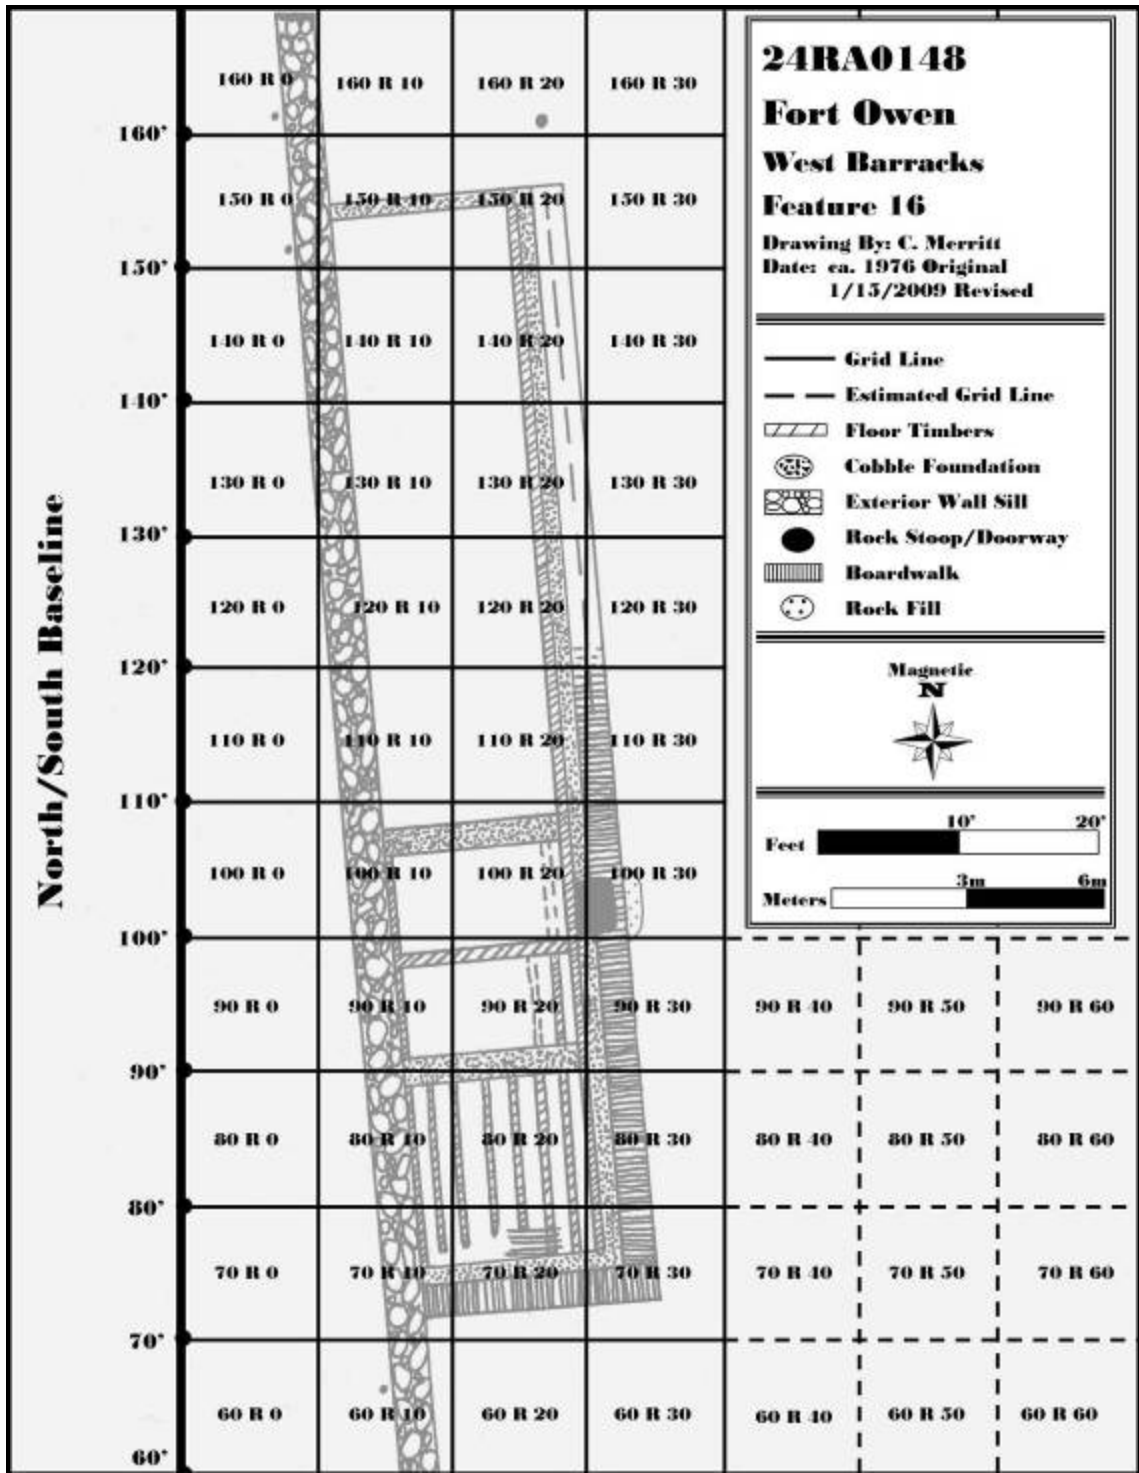 24RA0148
Fort Owen
West Barracks
Feature 16
Drawing By: C. Merritt
Date: ca. 1976 Original
1/15/2009 Revised
Grid Line
Estimated Grid Line
Floor Timbers
Cobble Foundation
Exterior Wall Sill
Rock Stoop/Doorway
Boardwalk
Rock Fill
Magnetic
N
10' 20'
Feet
3m 6m
Meters
North/South Baseline
160 R 0 160 R 10 160 R 20 160 R 30
160'
150 R 0 150 R 10 150 R 20 150 R 30
150'
140 R 0 140 R 10 140 R 20 140 R 30
140'
130 R 0 130 R 10 130 R 20 130 R 30
130'
120 R 0 120 R 10 120 R 20 120 R 30
120'
110 R 0 110 R 10 110 R 20 110 R 30
110'
100 R 0 100 R 10 100 R 20 100 R 30
100'
90 R 0 90 R 10 90 R 20 90 R 30 90 R 40 90 R 50 90 R 60
90'
80 R 0 80 R 10 80 R 20 80 R 30 80 R 40 80 R 50 80 R 60
80'
70 R 0 70 R 10 70 R 20 70 R 30 70 R 40 70 R 50 70 R 60
70'
60 R 0 60 R 10 60 R 20 60 R 30 60 R 40 60 R 50 60 R 60
60'